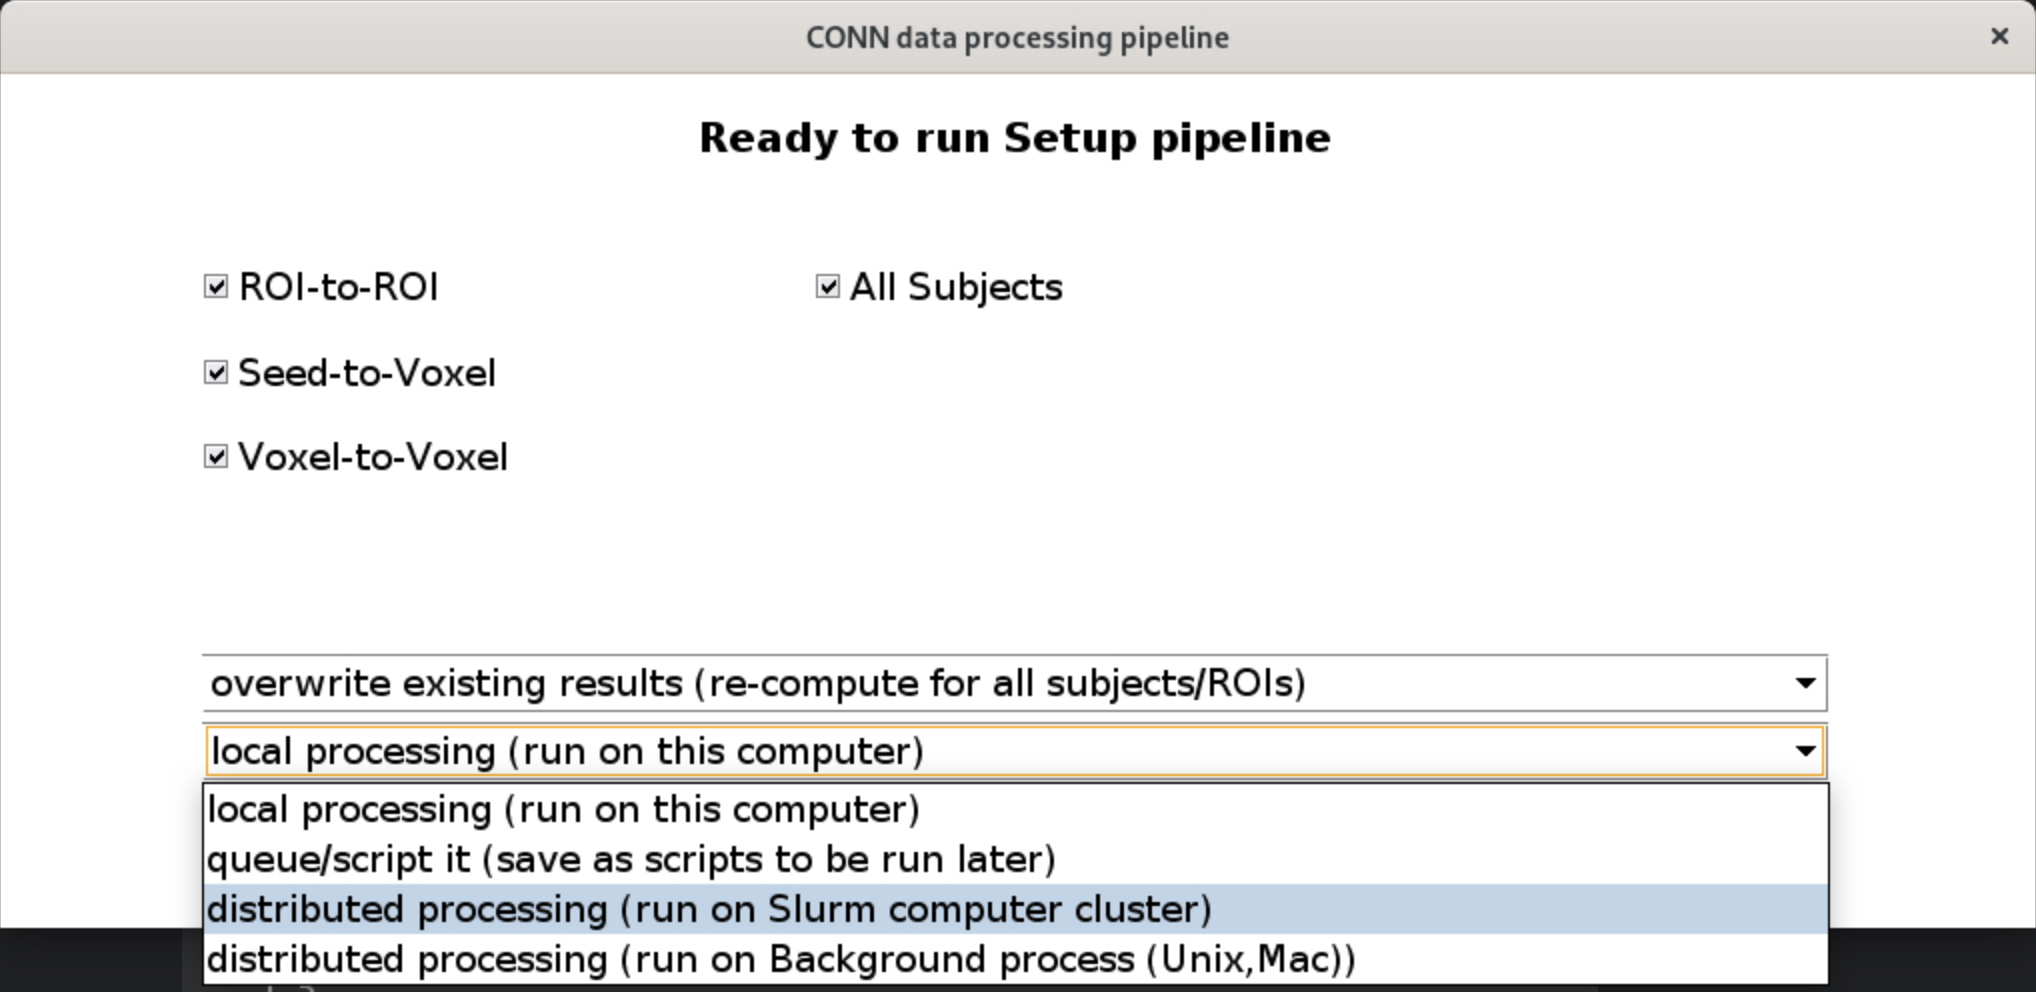 CONN data processing pipeline
Ready to run Setup pipeline
ROI-to-ROI
All Subjects
Seed-to-Voxel
Voxel-to-Voxel
overwrite existing results (re-compute for all subjects/ROIs)
local processing (run on this computer)
local processing (run on this computer)
queue/script it (save as scripts to be run later)
distributed processing (run on Slurm computer cluster)
distributed processing (run on Background process (Unix,Mac))